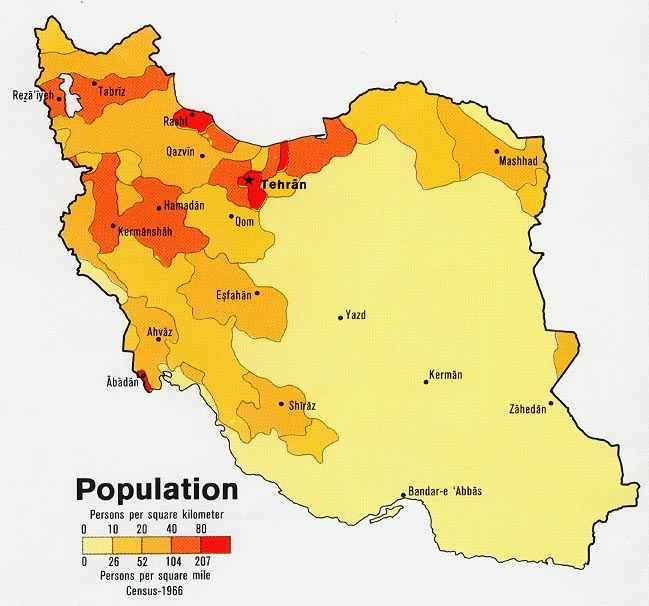 Tabrīz
Reẓā'īyeh
Rasht
Qazvīn
Mashhad
Tehrān
Hamadān
Qom
Kermānshāh
Eşfahān
Yazd
Ahvāz
Kermān
Ābādān
Shīrāz
Zāhedān
Bandar-e 'Abbās
Population
Persons per square kilometer
0 10 20 40 80
0 26 52 104 207
Persons per square mile
Census-1966